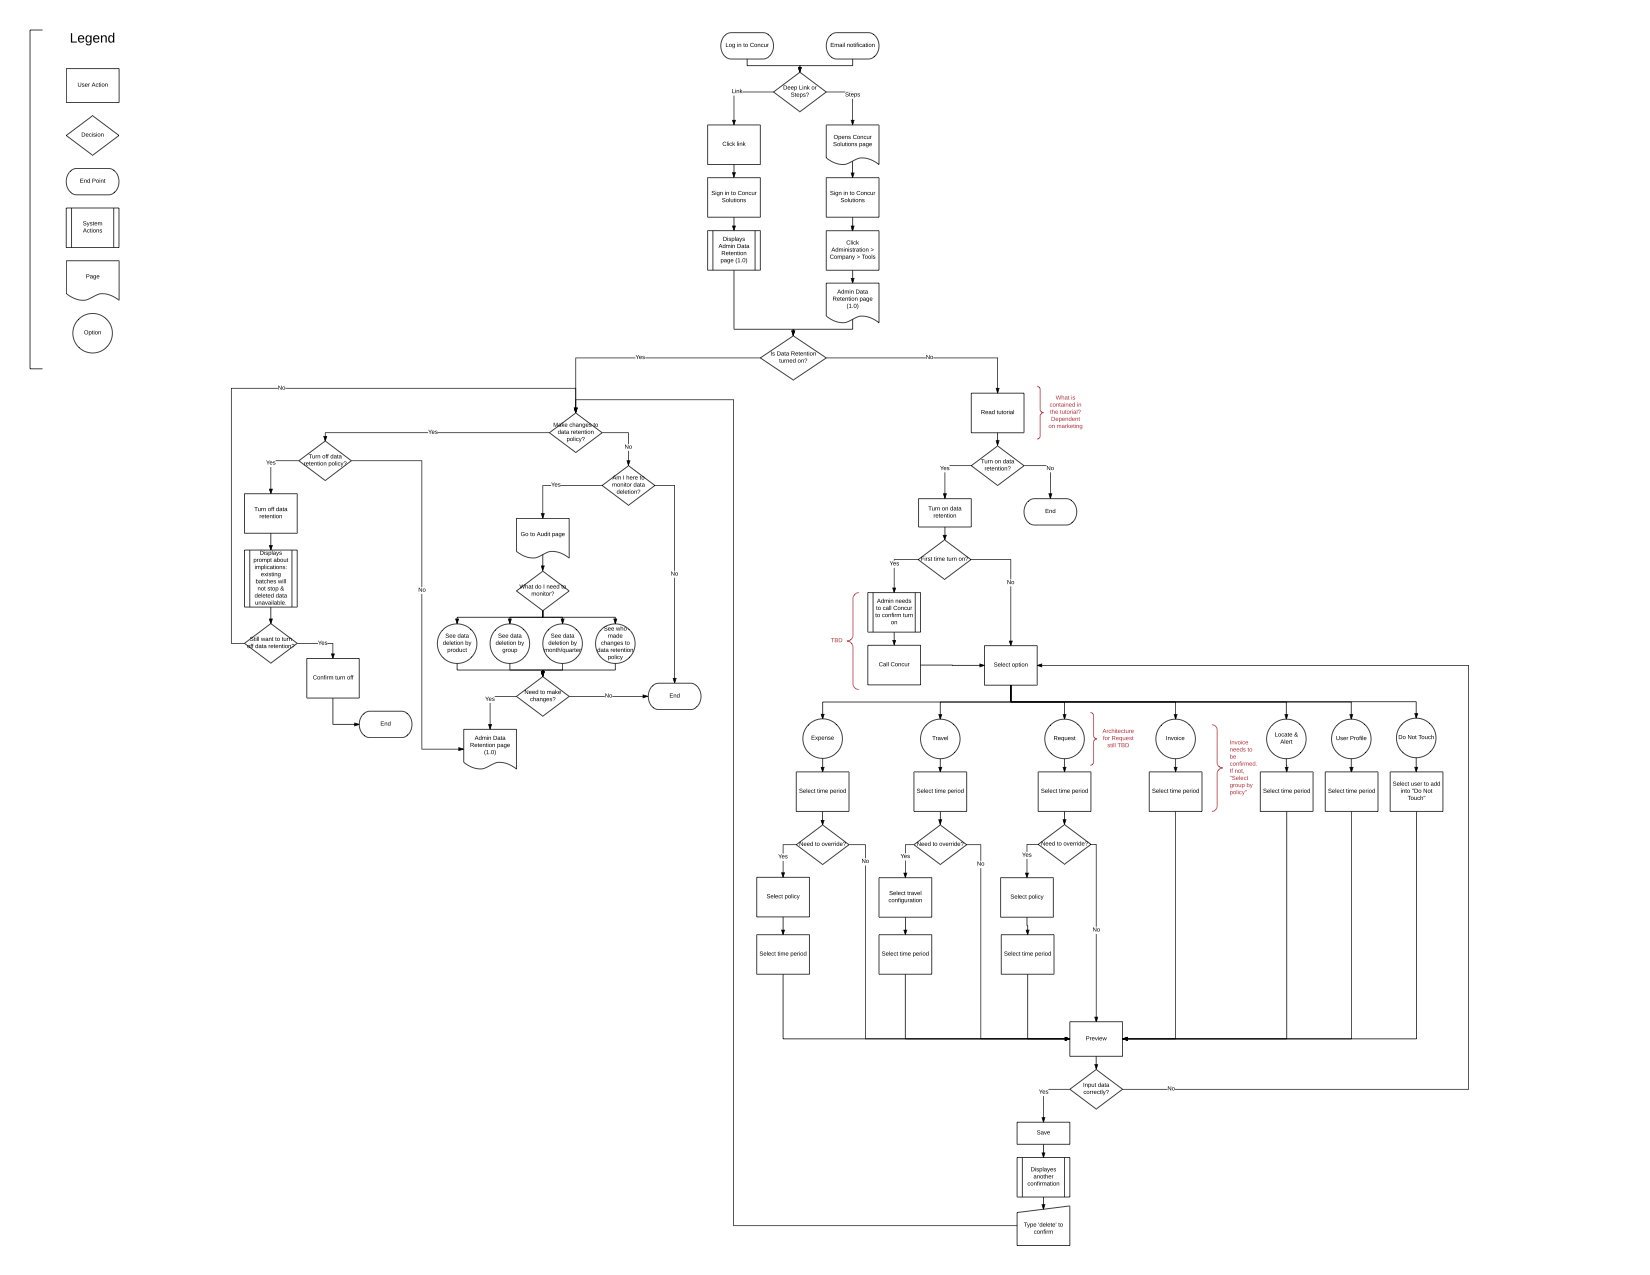 Legend
User Action
Decision
End Point
System
Actions
Page
Option
Log in to Concur
Email notification
Deep Link or
Steps?
Link
Steps
Click link
Opens Concur
Solutions page
Sign in to Concur
Solutions
Sign in to Concur
Solutions
Displays
Admin Data
Retention
page (1.0)
Click
Administration >
Company > Tools
Admin Data
Retention page
(1.0)
Is Data Retention
turned on?
Yes
No
No
Make changes to
data retention
policy?
Yes
No
Turn off data
retention policy?
Yes
No
Turn off data
retention
Displays
prompt about
implications:
existing
batches will
not stop &
deleted data
unavailable.
Still want to turn
off data retention?
Yes
Confirm turn off
End
Am I here to
monitor data
deletion?
Yes
No
Go to Audit page
What do I need to
monitor?
See data
deletion by
product
See data
deletion by
group
See data
deletion by
month/quarter
See who
made
changes to
data retention
policy
Need to make
changes?
Yes
No
End
Admin Data
Retention page
(1.0)
Read tutorial
What is
contained in
the tutorial?
Dependent
on marketing
Turn on data
retention?
Yes
No
Turn on data
retention
End
First time turn on?
Yes
No
TBD
Admin needs
to call Concur
to confirm turn
on
Call Concur
Select option
Expense
Travel
Request
Architecture
for Request
still TBD
Invoice
Invoice
needs to
be
confirmed.
If not,
"Select
group by
policy"
Locate &
Alert
User Profile
Do Not Touch
Select time period
Select time period
Select time period
Select time period
Select time period
Select time period
Select user to add
into "Do Not
Touch"
Need to override?
Need to override?
Need to override?
Yes
No
Yes
No
Yes
No
Select policy
Select travel
configuration
Select policy
Select time period
Select time period
Select time period
Preview
Input data
correctly?
Yes
No
Save
Displayes
another
confirmation
Type 'delete' to
confirm